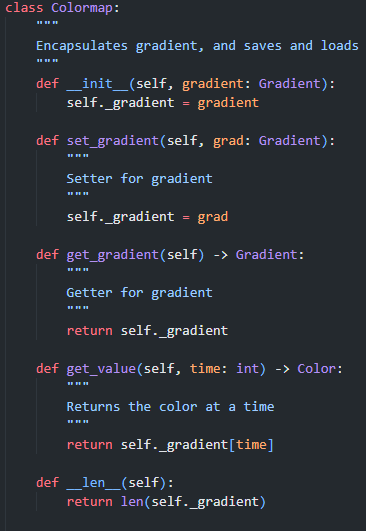 class Colormap:
    """
    Encapsulates gradient, and saves and loads
    """
    def __init__(self, gradient: Gradient):
        self._gradient = gradient

    def set_gradient(self, grad: Gradient):
        """
        Setter for gradient
        """
        self._gradient = grad

    def get_gradient(self) -> Gradient:
        """
        Getter for gradient
        """
        return self._gradient

    def get_value(self, time: int) -> Color:
        """
        Returns the color at a time
        """
        return self._gradient[time]

    def __len__(self):
        return len(self._gradient)